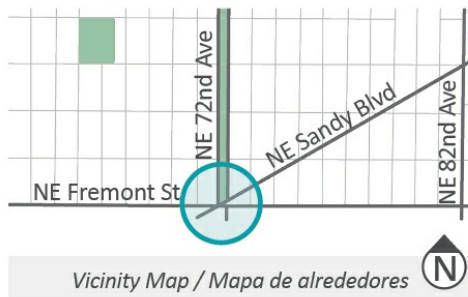 NE 72nd Ave
NE Sandy Blvd
NE 82nd Ave
NE Fremont St
N
Vicinity Map / Mapa de alrededores